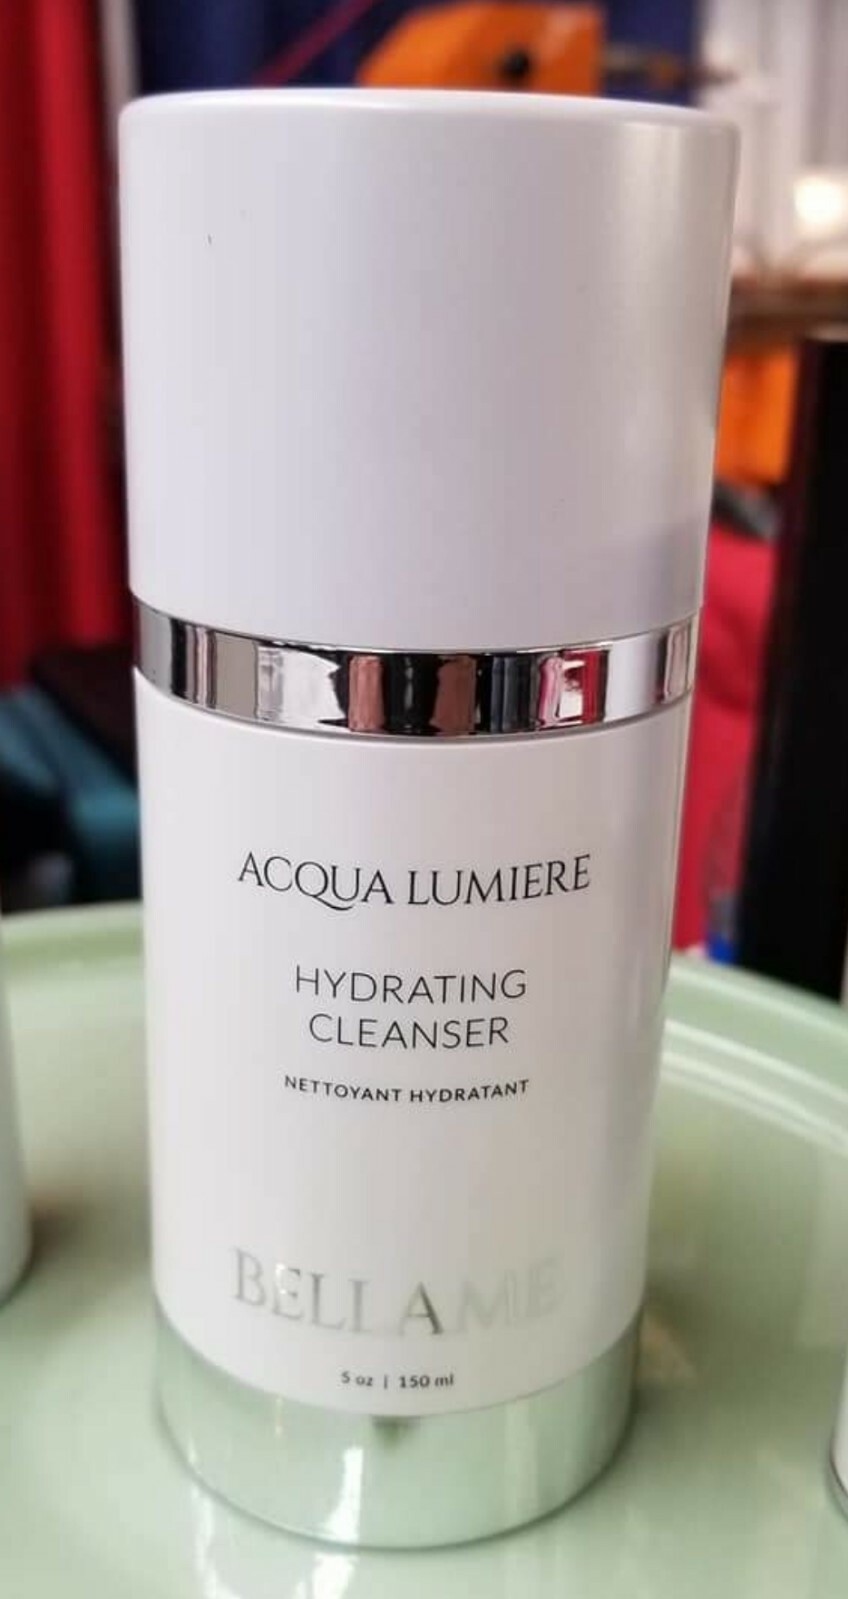 ACQUA LUMIERE
HYDRATING
CLEANSER
NETTOYANT HYDRATANT
BELLAME
5 oz | 150 ml